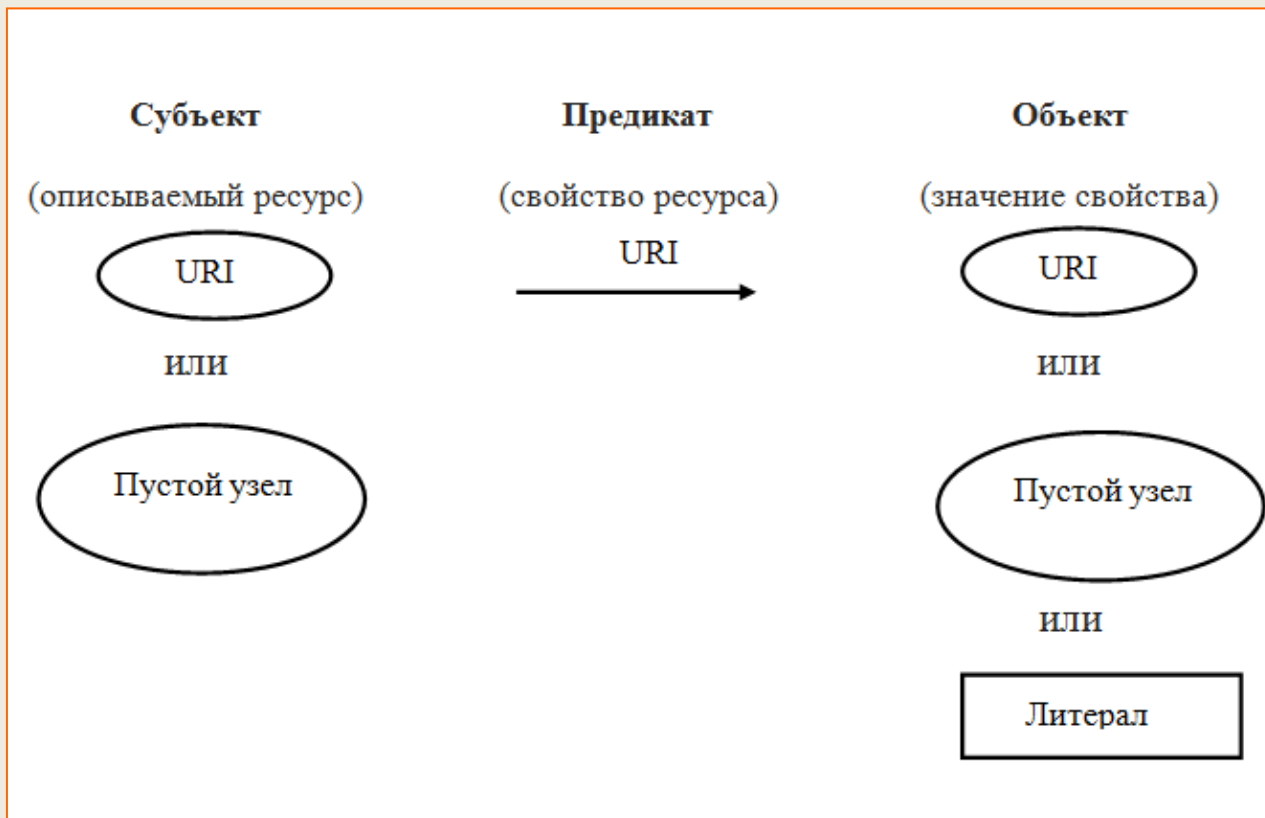 Субъект Предикат Объект
(описываемый ресурс) (свойство ресурса) (значение свойства)
URI URI URI
или или
Пустой узел Пустой узел
или
Литерал